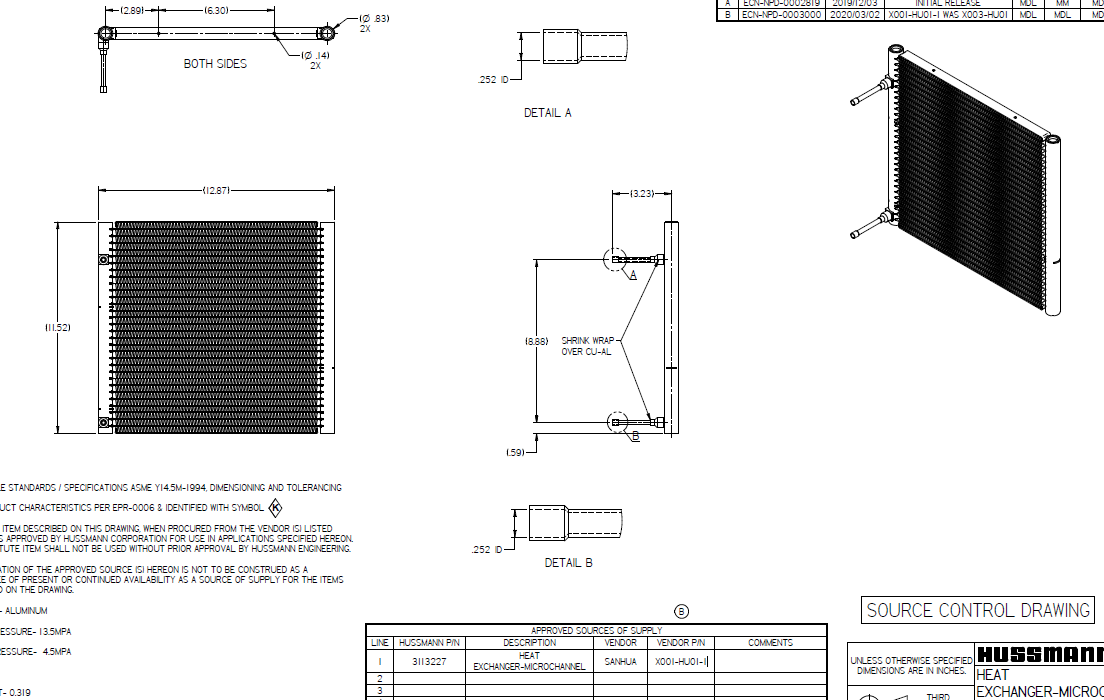 A ECN-NPD-0002819 2019/12/03 INITIAL RELEASE MDL MM MD
B ECN-NPD-0003000 2020/03/02 X001-HU01-1 WAS X003-HU01 MDL MDL MD
(2.89)
(6.30)
(Ø .83)
2X
(Ø .14)
2X
BOTH SIDES
.252 ID
DETAIL A
(12.87)
(11.52)
(3.23)
A
(8.88)
SHRINK WRAP
OVER CU-AL
B
(.59)
.252 ID
DETAIL B
LE STANDARDS / SPECIFICATIONS ASME Y14.5M-1994, DIMENSIONING AND TOLERANCING
UCT CHARACTERISTICS PER EPR-0006 & IDENTIFIED WITH SYMBOL K
ITEM DESCRIBED ON THIS DRAWING, WHEN PROCURED FROM THE VENDOR (S) LISTED
S APPROVED BY HUSSMANN CORPORATION FOR USE IN APPLICATIONS SPECIFIED HEREON.
TUTE ITEM SHALL NOT BE USED WITHOUT PRIOR APPROVAL BY HUSSMANN ENGINEERING.
ATION OF THE APPROVED SOURCE (S) HEREON IS NOT TO BE CONSTRUED AS A
E OF PRESENT OR CONTINUED AVAILABILITY AS A SOURCE OF SUPPLY FOR THE ITEMS
D ON THE DRAWING.
- ALUMINUM
ESSURE- 13.5MPA
RESSURE- 4.5MPA
T- 0.319
B
APPROVED SOURCES OF SUPPLY
LINE HUSSMANN P/N DESCRIPTION VENDOR VENDOR P/N COMMENTS
1 3113227 HEAT EXCHANGER-MICROCHANNEL SANHUA X001-HU01-1
2
3
SOURCE CONTROL DRAWING
UNLESS OTHERWISE SPECIFIED
DIMENSIONS ARE IN INCHES.
THIRD
HUSSMANN
HEAT
EXCHANGER-MICROC